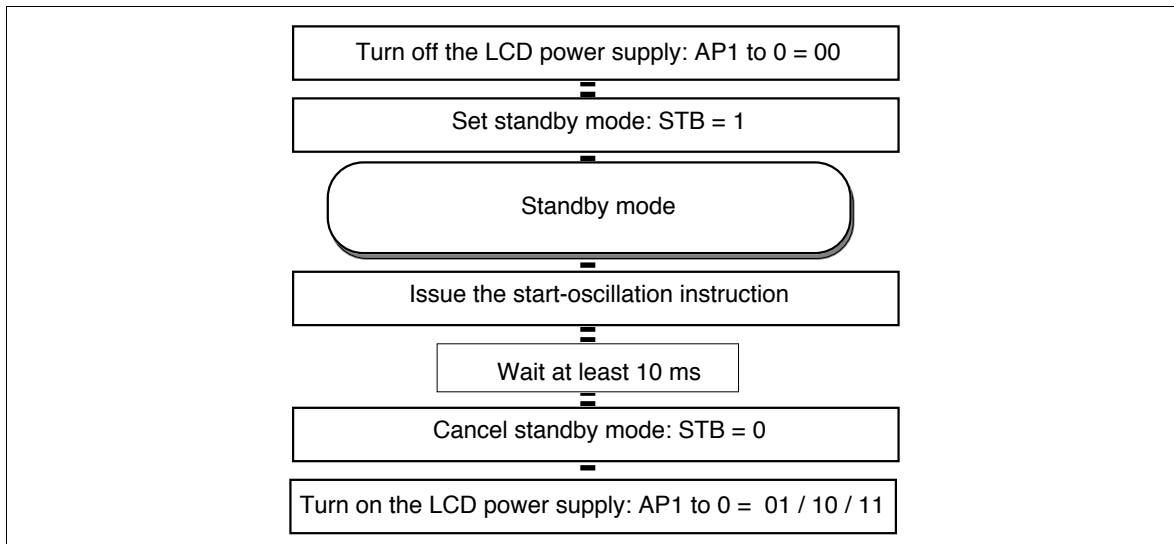 Turn off the LCD power supply: AP1 to 0 = 00
Set standby mode: STB = 1
Standby mode
Issue the start-oscillation instruction
Wait at least 10 ms
Cancel standby mode: STB = 0
Turn on the LCD power supply: AP1 to 0 = 01 / 10 / 11